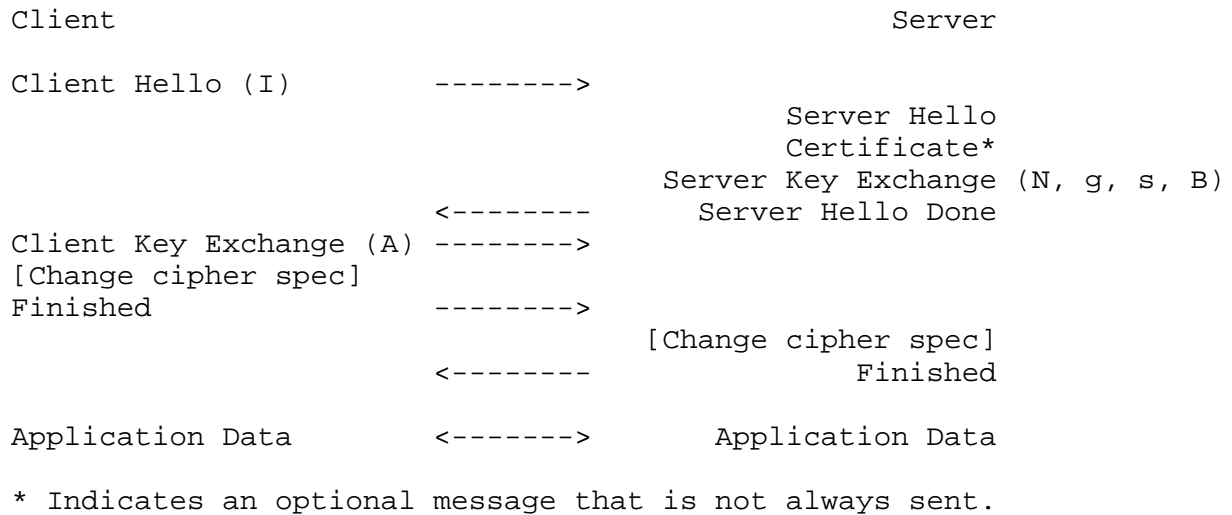 Client                                            Server

Client Hello (I)        -------->
                                            Server Hello
                                            Certificate*
                                     Server Key Exchange (N, g, s, B)
                        <--------      Server Hello Done
Client Key Exchange (A) -------->
[Change cipher spec]
Finished                -------->
                                    [Change cipher spec]
                        <--------               Finished

Application Data        <------->       Application Data

* Indicates an optional message that is not always sent.